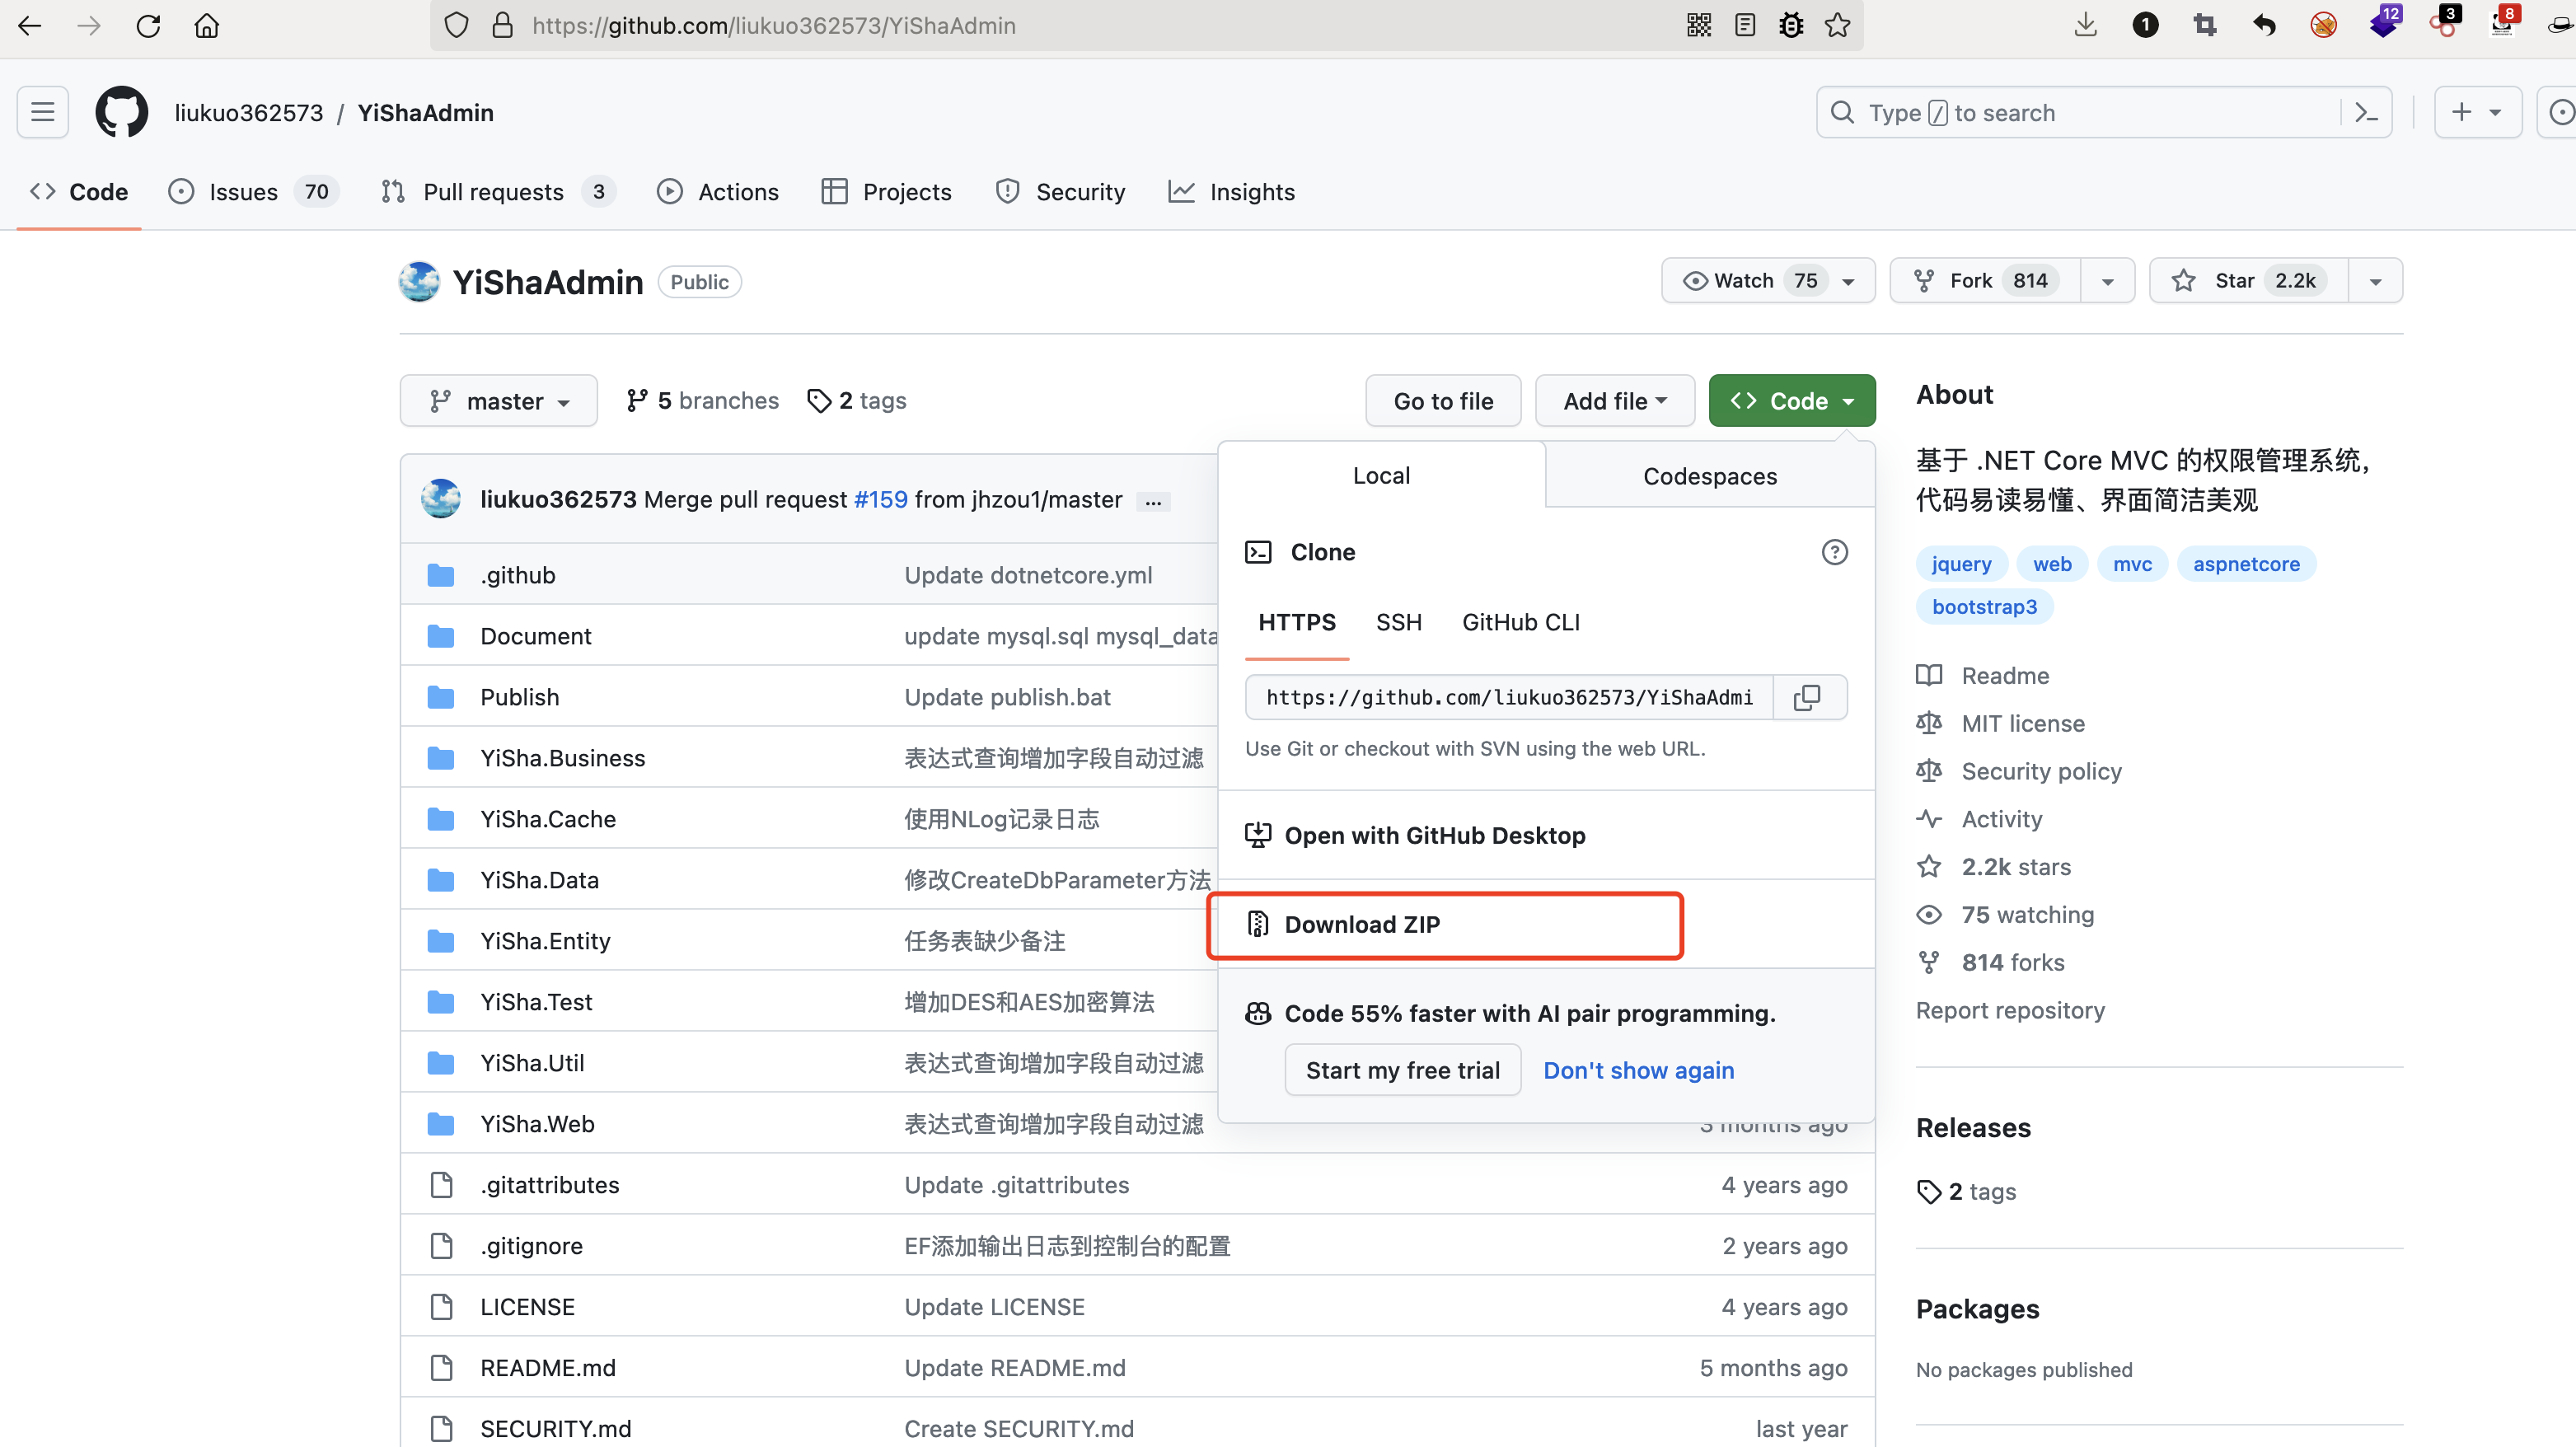 https://github.com/liukuo362573/YiShaAdmin
1
12
3
8
liukuo362573 / YiShaAdmin
Type / to search
Code
Issues 70
Pull requests 3
Actions
Projects
Security
Insights
YiShaAdmin Public
Watch 75
Fork 814
Star 2.2k
master
5 branches
2 tags
Go to file
Add file
Code
liukuo362573 Merge pull request #159 from jhzou1/master ...
.github Update dotnetcore.yml
Document update mysql.sql mysql_data
Publish Update publish.bat
YiSha.Business 表达式查询增加字段自动过滤
YiSha.Cache 使用NLog记录日志
YiSha.Data 修改CreateDbParameter方法
YiSha.Entity 任务表缺少备注
YiSha.Test 增加DES和AES加密算法
YiSha.Util 表达式查询增加字段自动过滤
YiSha.Web 表达式查询增加字段自动过滤 3 months ago
.gitattributes Update .gitattributes 4 years ago
.gitignore EF添加输出日志到控制台的配置 2 years ago
LICENSE Update LICENSE 4 years ago
README.md Update README.md 5 months ago
SECURITY.md Create SECURITY.md last year
Local
Codespaces
Clone
HTTPS SSH GitHub CLI
https://github.com/liukuo362573/YiShaAdmi
Use Git or checkout with SVN using the web URL.
Open with GitHub Desktop
Download ZIP
Code 55% faster with AI pair programming.
Start my free trial Don't show again
About
基于 .NET Core MVC 的权限管理系统，
代码易读易懂、界面简洁美观
jquery web mvc aspnetcore
bootstrap3
Readme
MIT license
Security policy
Activity
2.2k stars
75 watching
814 forks
Report repository
Releases
2 tags
Packages
No packages published